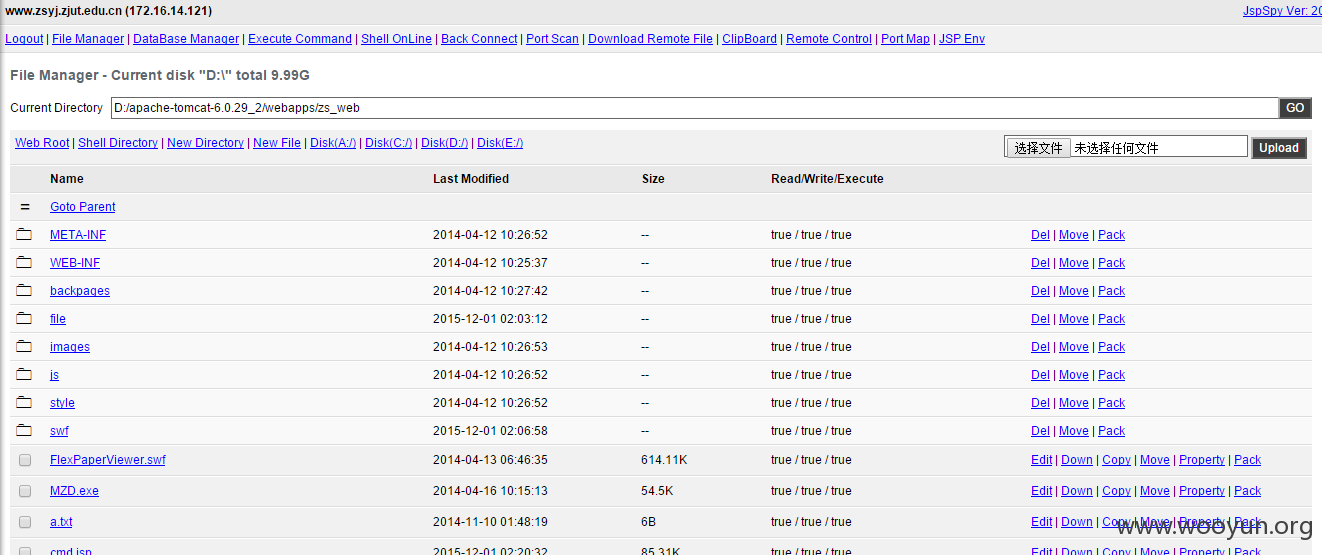 www.zsyj.zjut.edu.cn (172.16.14.121) JspSpy Ver: 20
Logout | File Manager | DataBase Manager | Execute Command | Shell OnLine | Back Connect | Port Scan | Download Remote File | ClipBoard | Remote Control | Port Map | JSP Env
File Manager - Current disk "D:\" total 9.99G
Current Directory D:/apache-tomcat-6.0.29_2/webapps/zs_web GO
Web Root | Shell Directory | New Directory | New File | Disk(A:/) | Disk(C:/) | Disk(D:/) | Disk(E:/) 选择文件 未选择任何文件 Upload
Name Last Modified Size Read/Write/Execute
= Goto Parent
META-INF 2014-04-12 10:26:52 -- true / true / true Del | Move | Pack
WEB-INF 2014-04-12 10:25:37 -- true / true / true Del | Move | Pack
backpages 2014-04-12 10:27:42 -- true / true / true Del | Move | Pack
file 2015-12-01 02:03:12 -- true / true / true Del | Move | Pack
images 2014-04-12 10:26:53 -- true / true / true Del | Move | Pack
js 2014-04-12 10:26:52 -- true / true / true Del | Move | Pack
style 2014-04-12 10:26:52 -- true / true / true Del | Move | Pack
swf 2015-12-01 02:06:58 -- true / true / true Del | Move | Pack
FlexPaperViewer.swf 2014-04-13 06:46:35 614.11K true / true / true Edit | Down | Copy | Move | Property | Pack
MZD.exe 2014-04-16 10:15:13 54.5K true / true / true Edit | Down | Copy | Move | Property | Pack
a.txt 2014-11-10 01:48:19 6B true / true / true Edit | Down | Copy | Move | Property | Pack
www.wooyun.org
cmd.jsp 2015-12-01 02:20:32 85.31K true / true / true Edit | Down | Copy | Move | Property | Pack